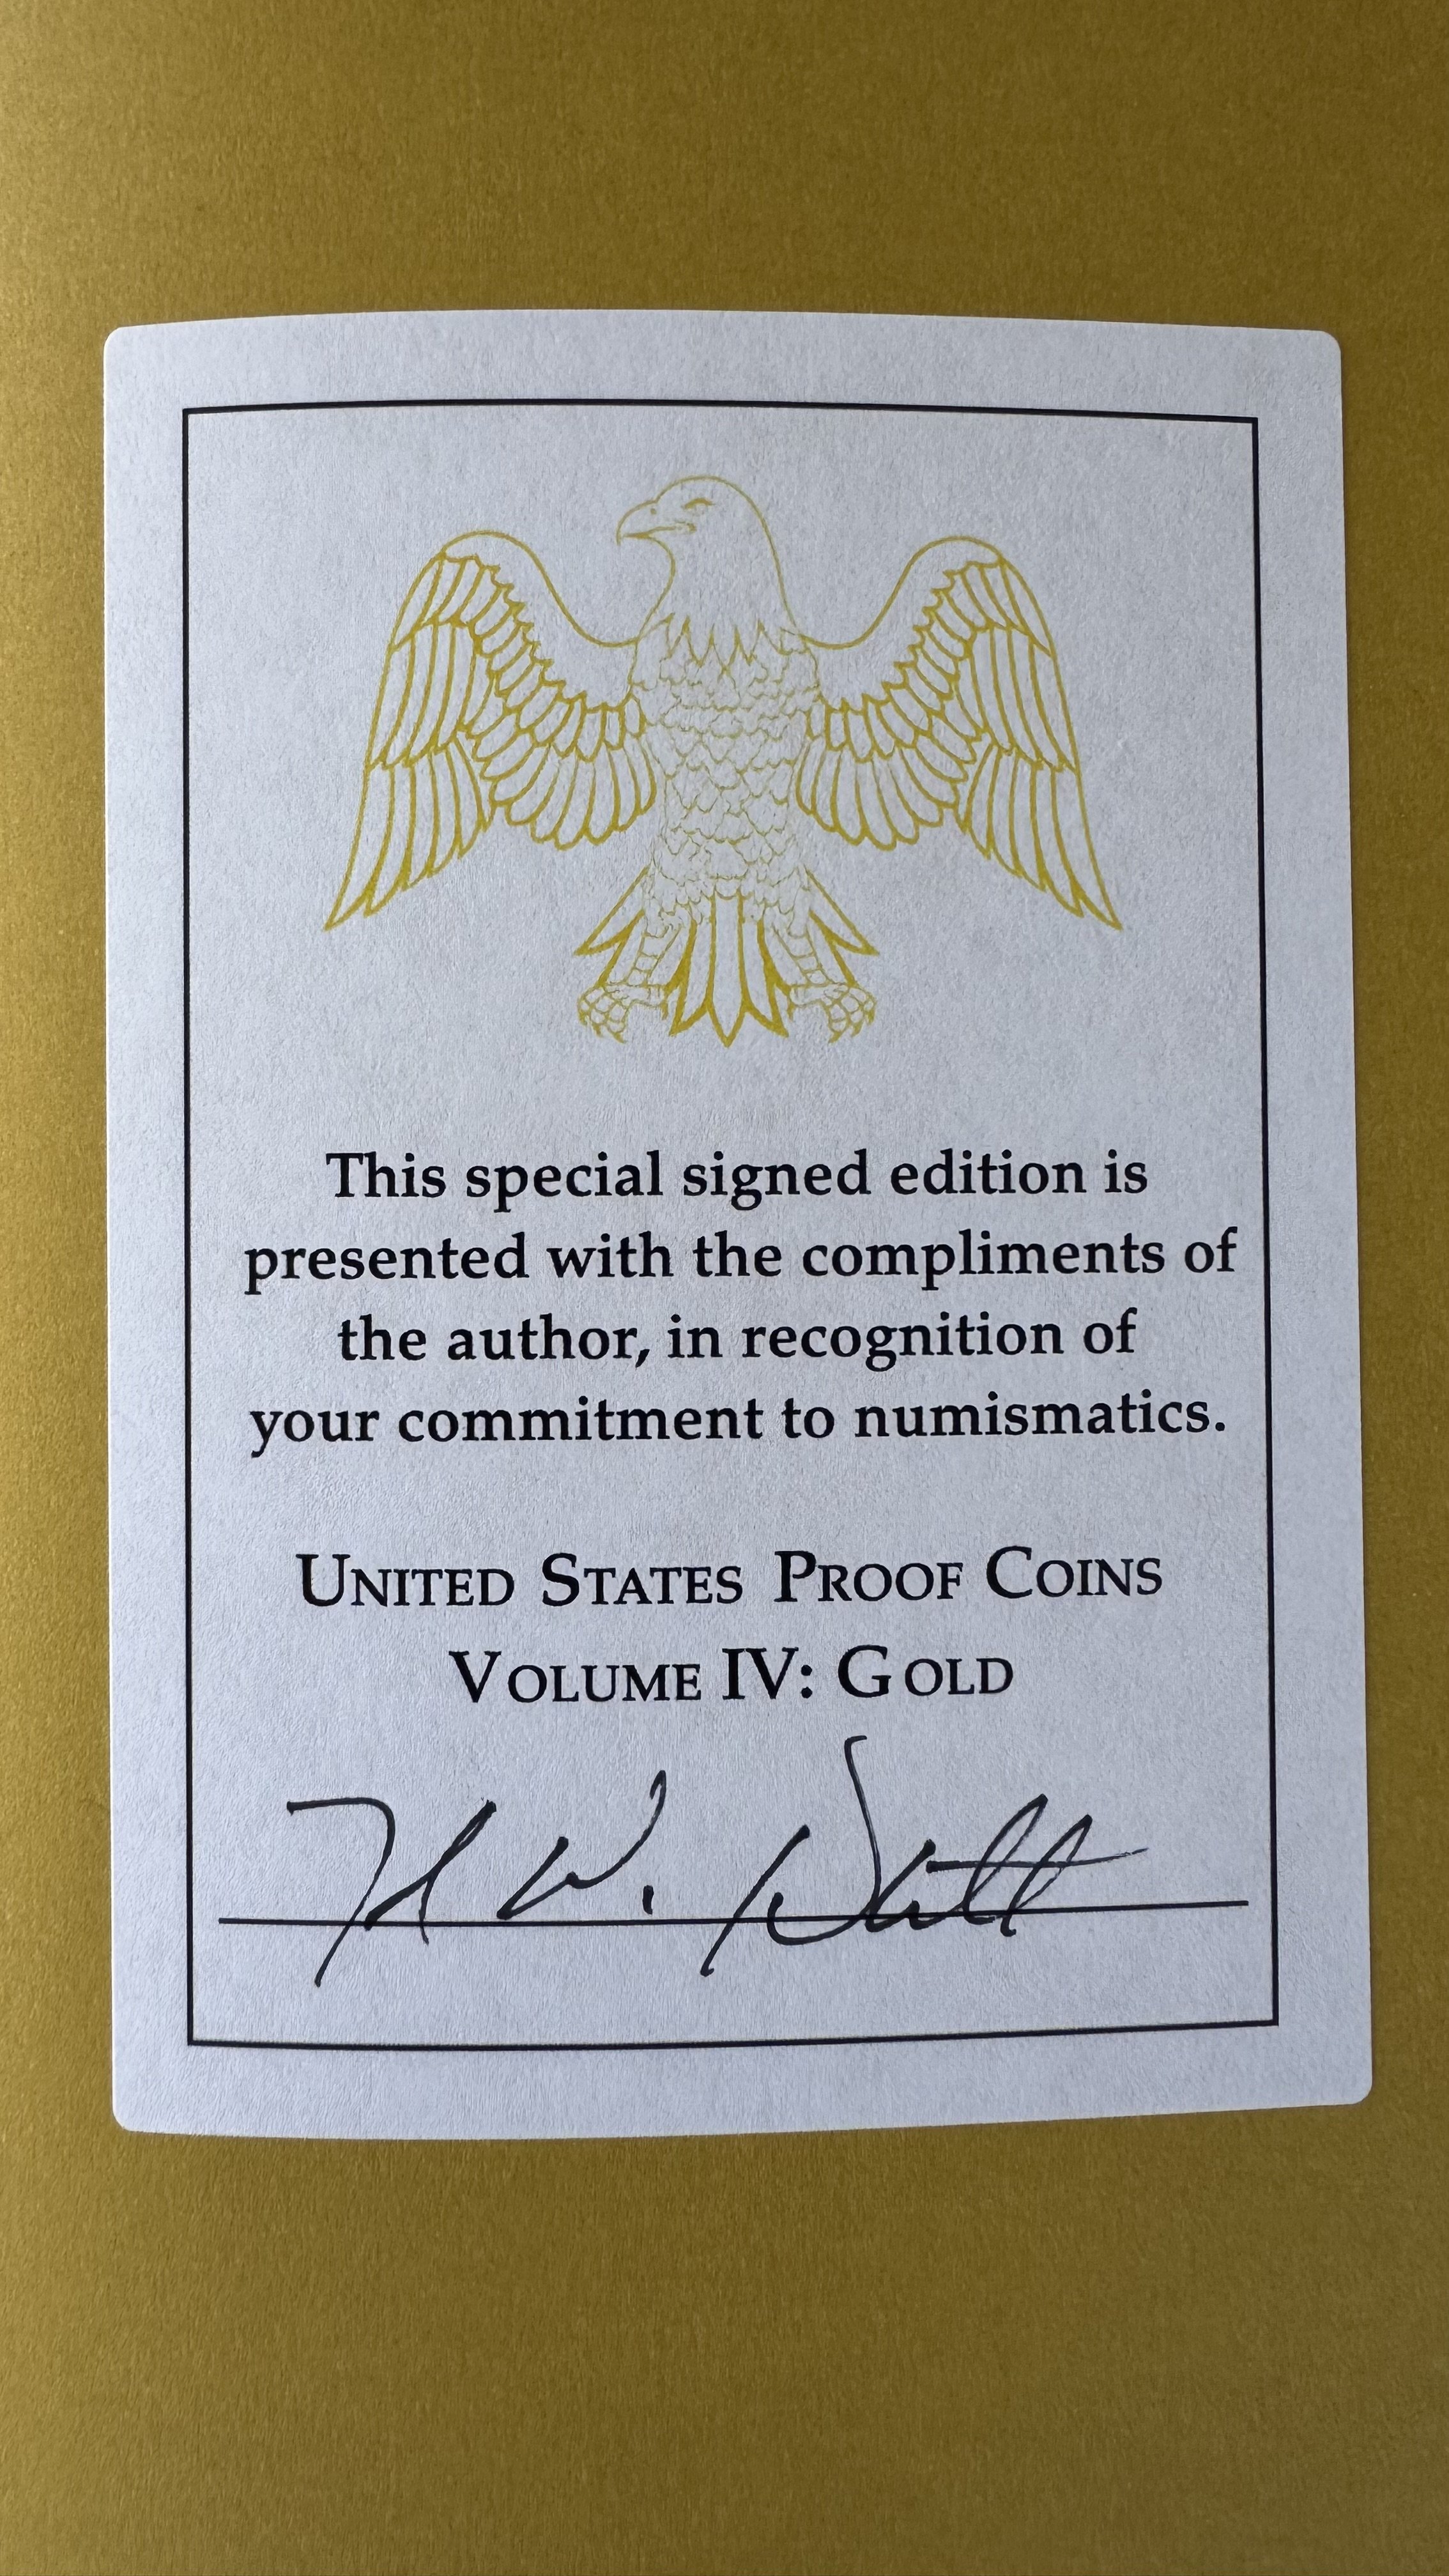 This special signed edition is
presented with the compliments of
the author, in recognition of
your commitment to numismatics.
UNITED STATES PROOF COINS
VOLUME IV: GOLD
W.